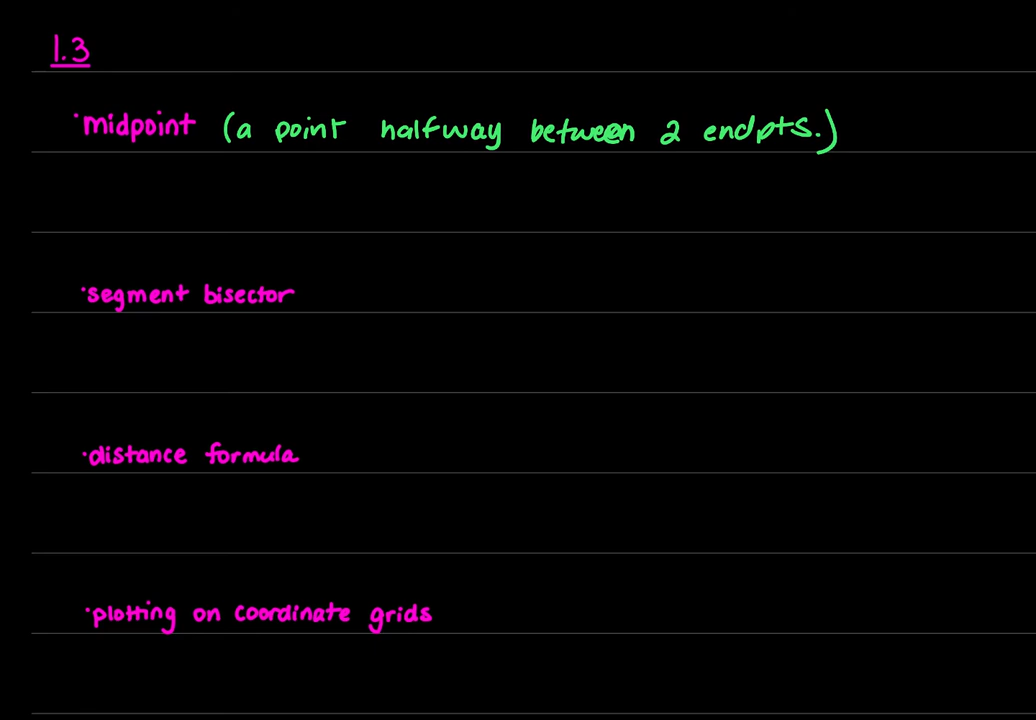 1.3
·midpoint (a point halfway between 2 endpts.)
·segment bisector
·distance formula
·plotting on coordinate grids